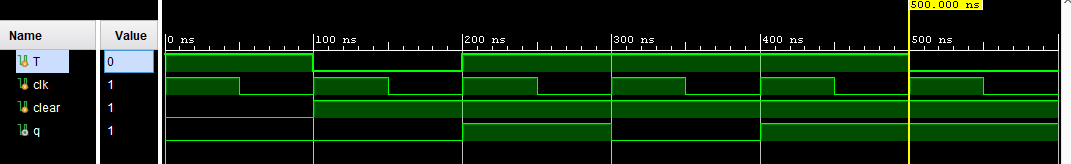 500.000 ns
Name Value
0 ns 100 ns 200 ns 300 ns 400 ns 500 ns
T 0
clk 1
clear 1
q 1